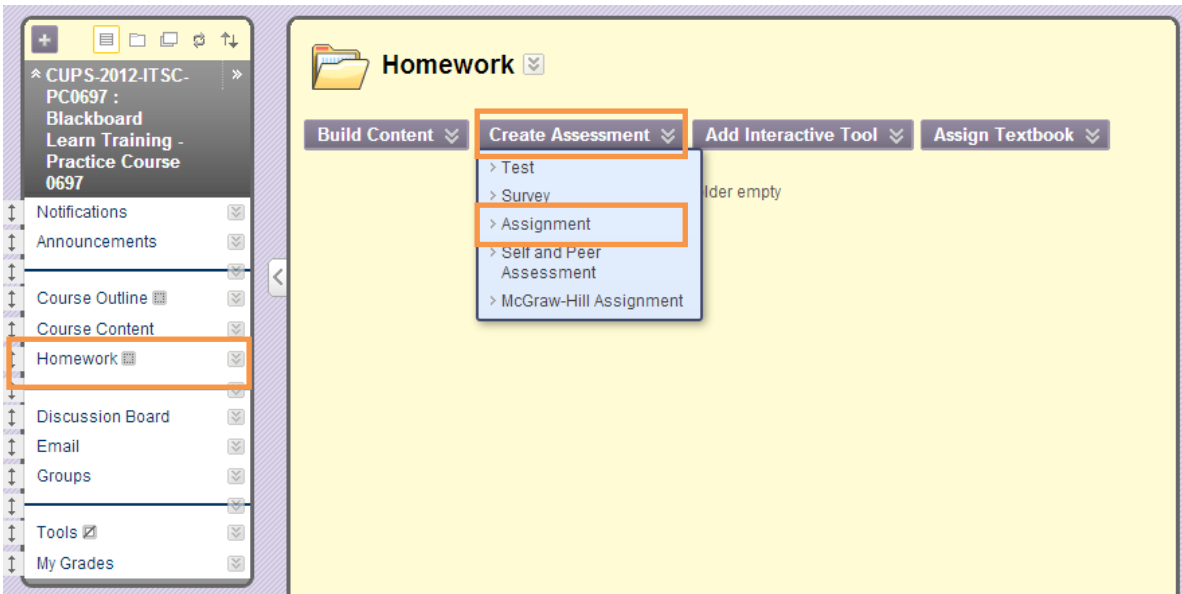 CUPS-2012-ITSC-
PC0697 :
Blackboard
Learn Training -
Practice Course
0697
Notifications
Announcements
Course Outline
Course Content
Homework
Discussion Board
Email
Groups
Tools
My Grades
Homework
Build Content
Create Assessment
Add Interactive Tool
Assign Textbook
> Test
> Survey
> Assignment
> Self and Peer
Assessment
> McGraw-Hill Assignment
lder empty